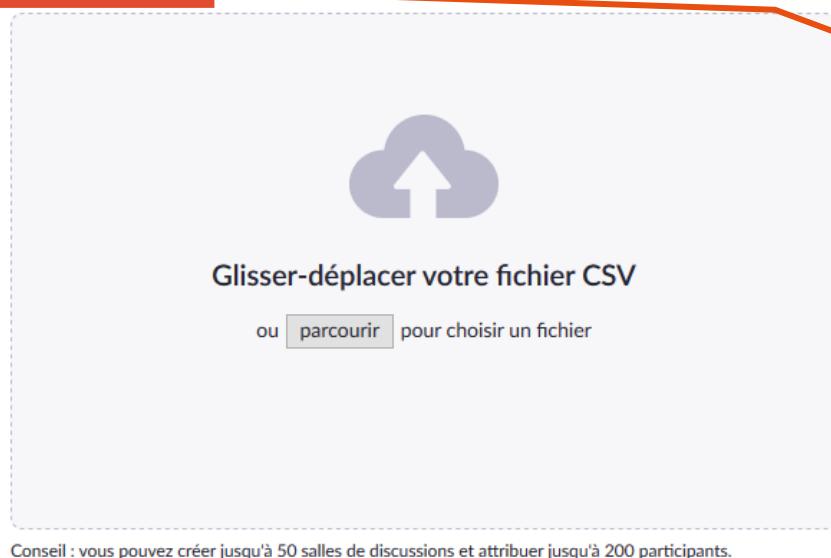 Glisser-déplacer votre fichier CSV
ou parcourir pour choisir un fichier
Conseil : vous pouvez créer jusqu'à 50 salles de discussions et attribuer jusqu'à 200 participants.